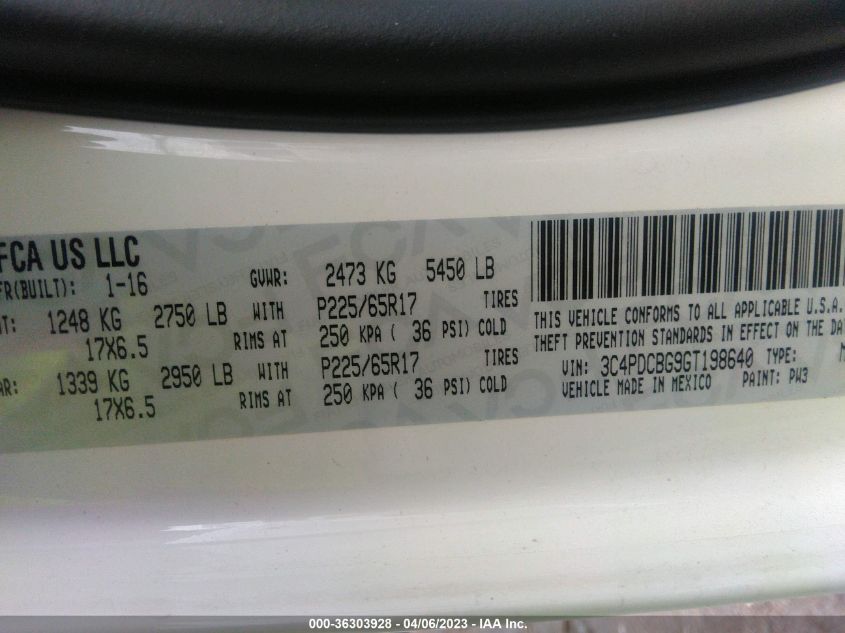 FCA US LLC
FR(BUILT): 1-16 GVWR: 2473 KG 5450 LB
NT: 1248 KG 2750 LB WITH P225/65R17 TIRES
17X6.5 RIMS AT 250 KPA ( 36 PSI) COLD
AR: 1339 KG 2950 LB WITH P225/65R17 TIRES
17X6.5 RIMS AT 250 KPA ( 36 PSI) COLD
THIS VEHICLE CONFORMS TO ALL APPLICABLE U.S.A.
THEFT PREVENTION STANDARDS IN EFFECT ON THE DA
VIN: 3C4PDCBG9GT198640 TYPE:
VEHICLE MADE IN MEXICO PAINT: PW3
000-36303928 - 04/06/2023 - IAA Inc.